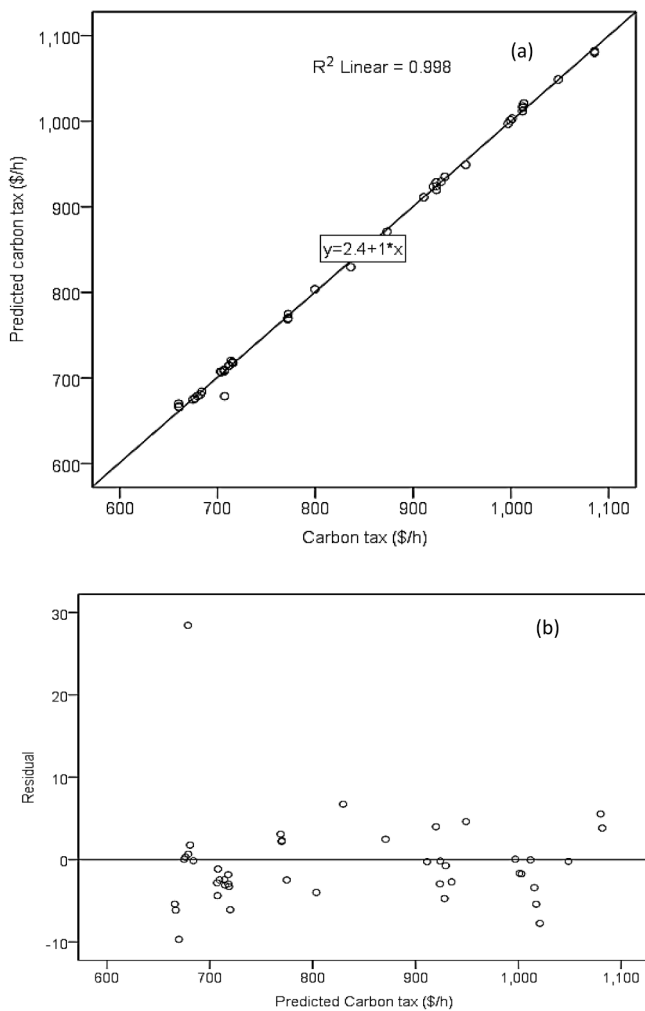 (a)
R² Linear = 0.998
1,100
1,000
900
800
700
600
Predicted carbon tax ($/h)
y=2.4+1*x
600 700 800 900 1,000 1,100
Carbon tax ($/h)
(b)
30
20
10
0
-10
Residual
600 700 800 900 1,000 1,100
Predicted Carbon tax ($/h)